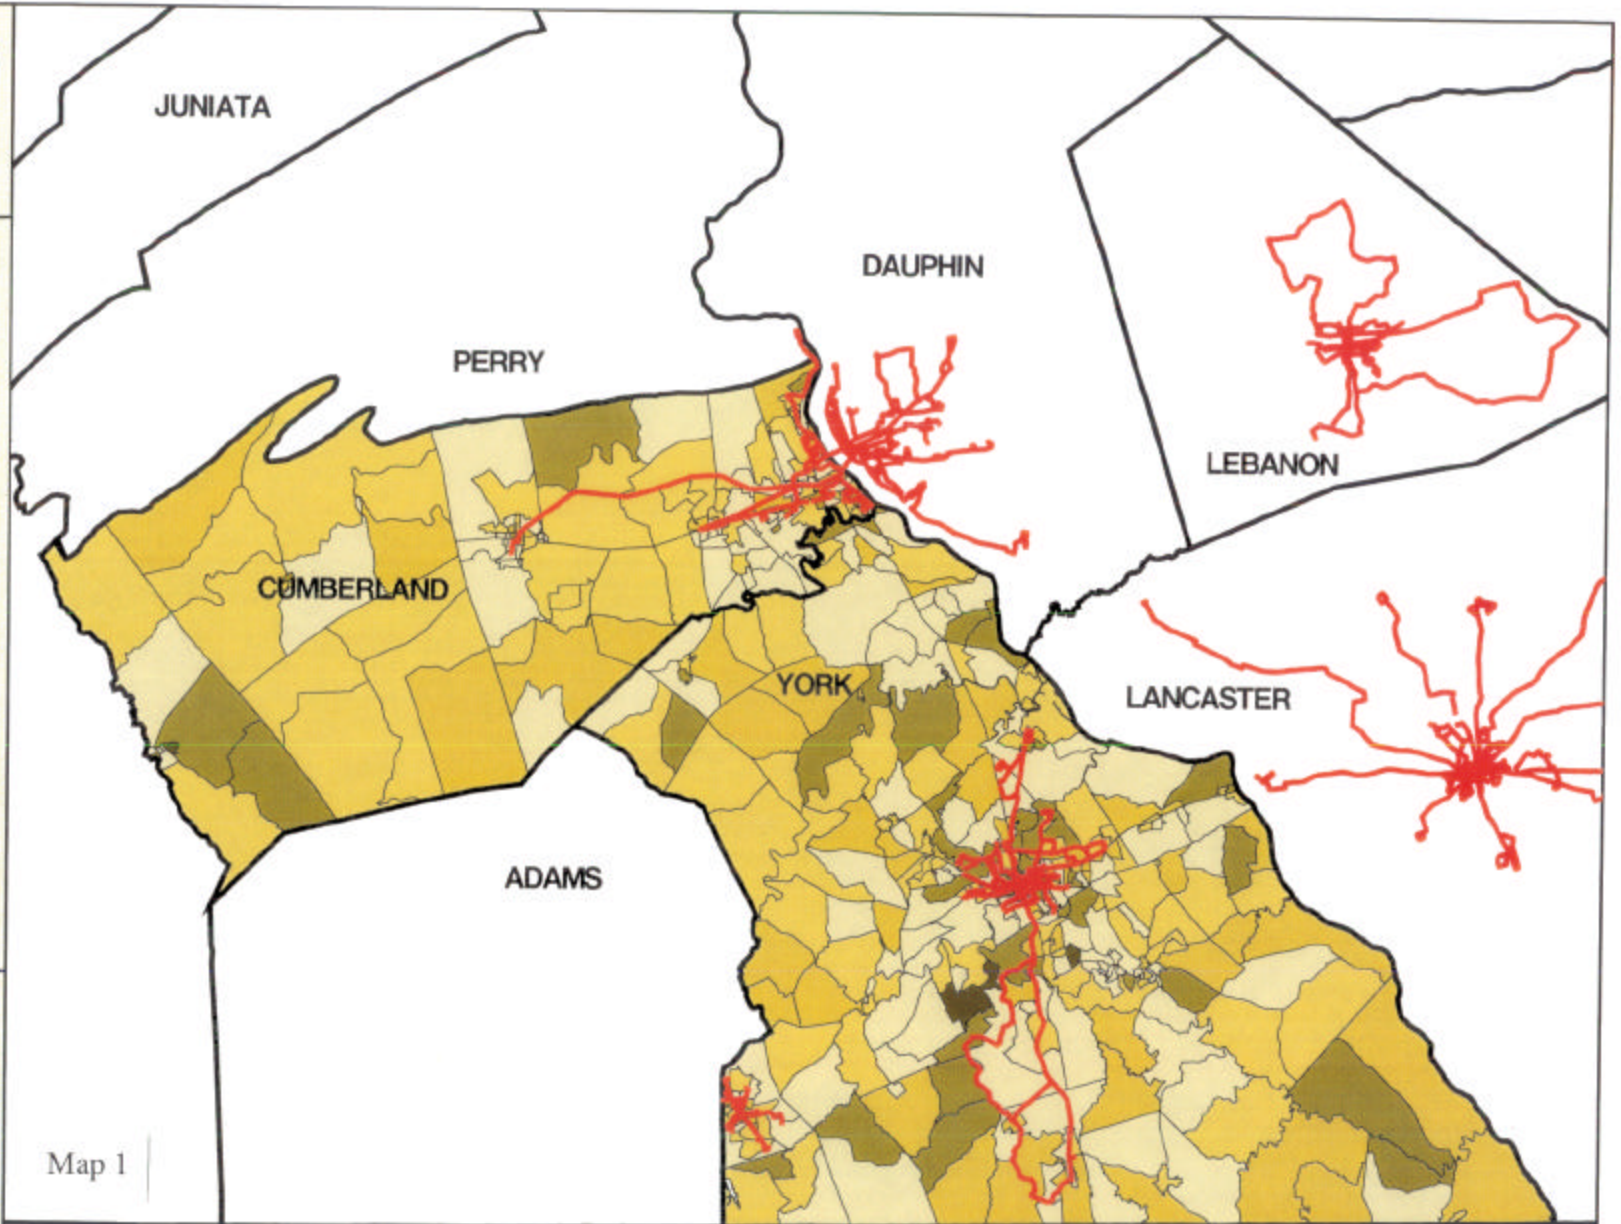 JUNIATA
DAUPHIN
PERRY
LEBANON
CUMBERLAND
YORK
LANCASTER
ADAMS
Map 1